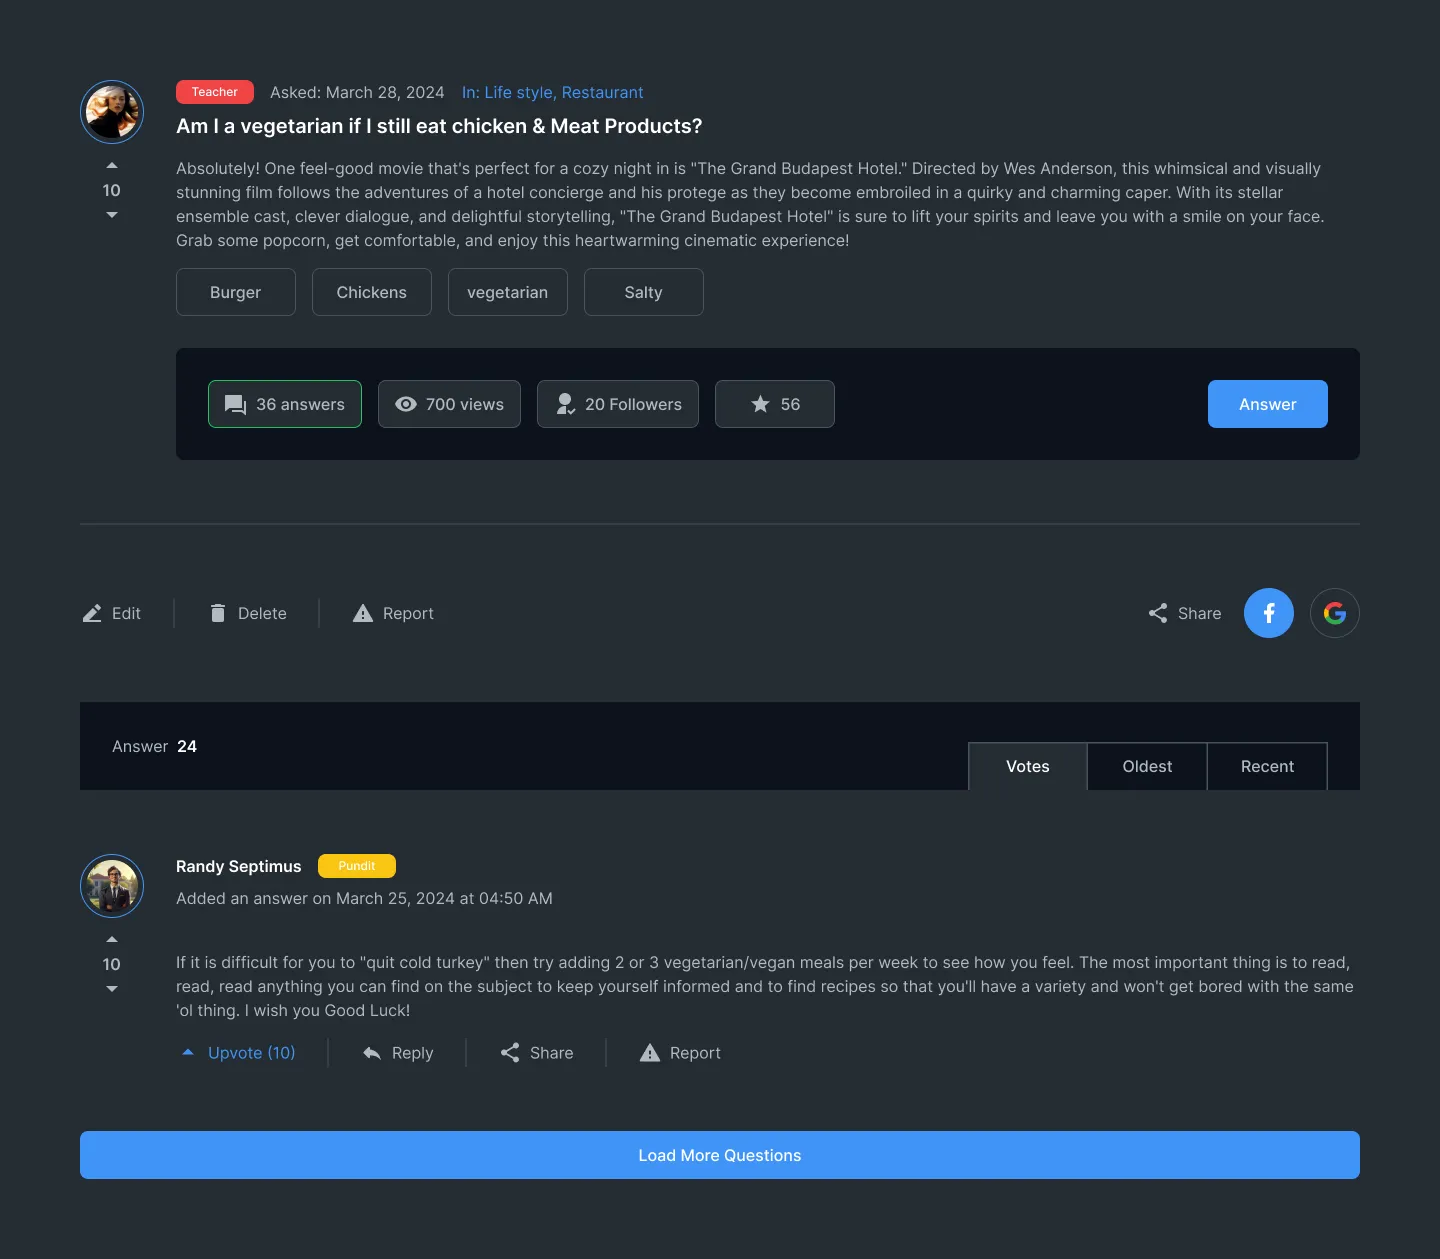 Teacher Asked: March 28, 2024 In: Life style, Restaurant
Am I a vegetarian if I still eat chicken & Meat Products?
10
Absolutely! One feel-good movie that's perfect for a cozy night in is "The Grand Budapest Hotel." Directed by Wes Anderson, this whimsical and visually
stunning film follows the adventures of a hotel concierge and his protege as they become embroiled in a quirky and charming caper. With its stellar
ensemble cast, clever dialogue, and delightful storytelling, "The Grand Budapest Hotel" is sure to lift your spirits and leave you with a smile on your face.
Grab some popcorn, get comfortable, and enjoy this heartwarming cinematic experience!
Burger Chickens vegetarian Salty
36 answers 700 views 20 Followers 56 Answer
Edit Delete Report Share
Answer 24
Votes Oldest Recent
Randy Septimus Pundit
Added an answer on March 25, 2024 at 04:50 AM
10
If it is difficult for you to "quit cold turkey" then try adding 2 or 3 vegetarian/vegan meals per week to see how you feel. The most important thing is to read,
read, read anything you can find on the subject to keep yourself informed and to find recipes so that you'll have a variety and won't get bored with the same
'ol thing. I wish you Good Luck!
Upvote (10) Reply Share Report
Load More Questions